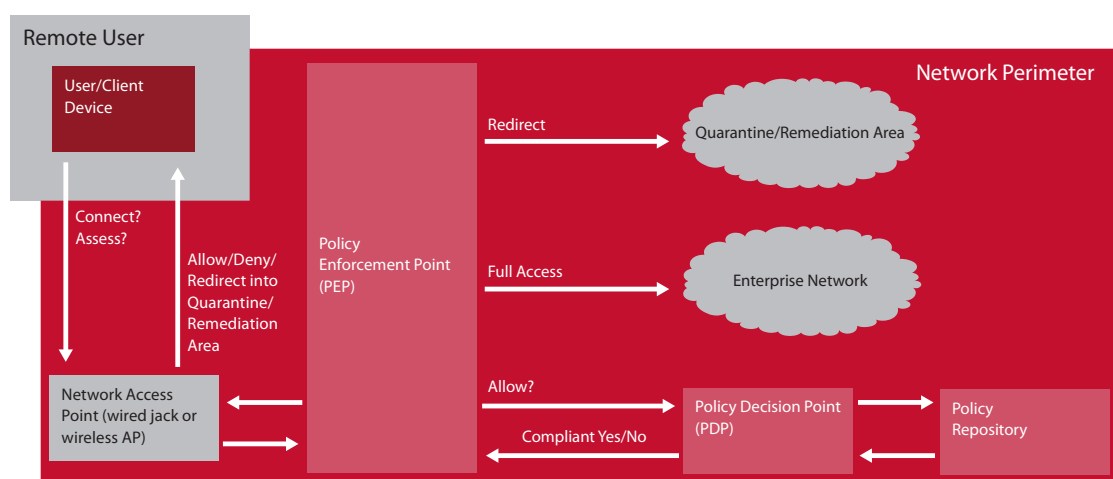 Remote User
User/Client
Device
Network Perimeter
Redirect
Quarantine/Remediation Area
Connect?
Assess?
Allow/Deny/
Redirect into
Quarantine/
Remediation
Area
Policy
Enforcement Point
(PEP)
Full Access
Enterprise Network
Network Access
Point (wired jack or
wireless AP)
Allow?
Compliant Yes/No
Policy Decision Point
(PDP)
Policy
Repository